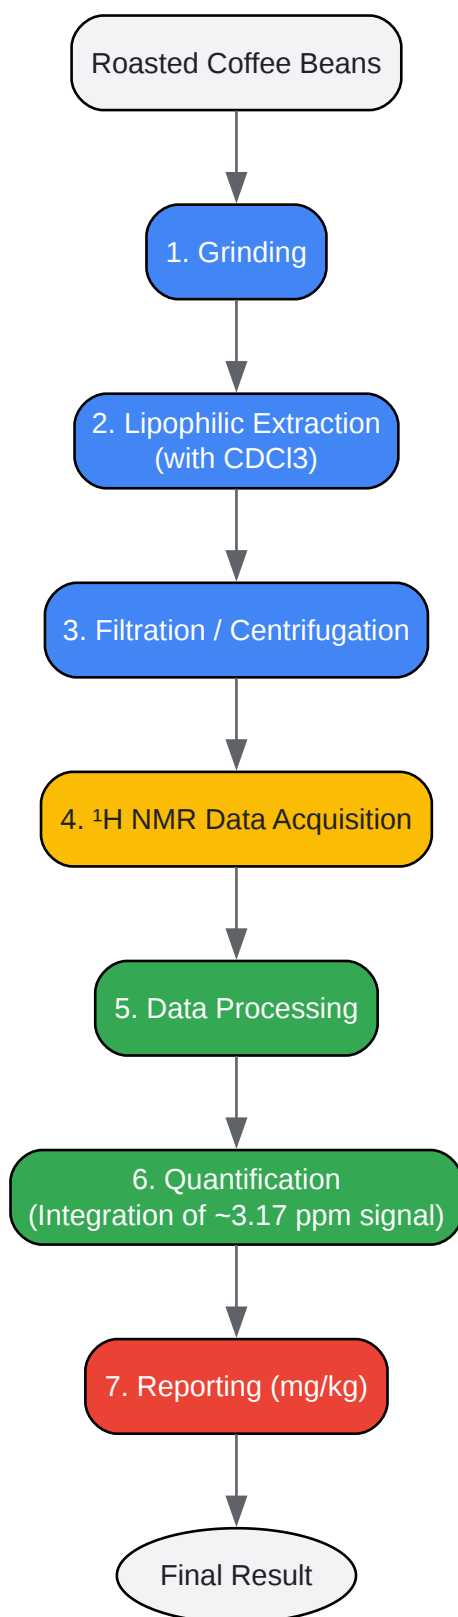 Roasted Coffee Beans
1. Grinding
2. Lipophilic Extraction
(with CDCl3)
3. Filtration / Centrifugation
4. ¹H NMR Data Acquisition
5. Data Processing
6. Quantification
(Integration of ~3.17 ppm signal)
7. Reporting (mg/kg)
Final Result